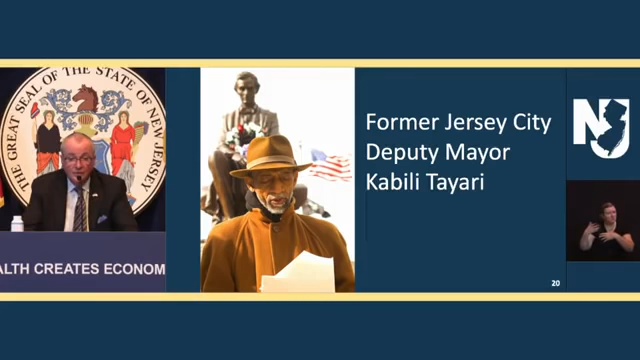 THE GREAT SEAL OF THE STATE OF NEW JERSEY
ALTH CREATES ECONOM
Former Jersey City
Deputy Mayor
Kabili Tayari
NJ
20